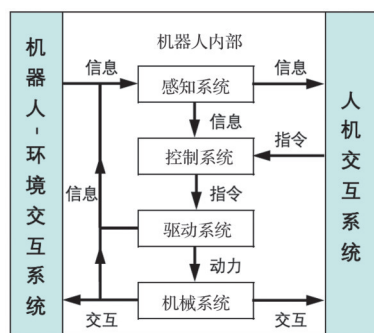 机器人-环境交互系统
机器人内部
信息
感知系统
信息
信息
控制系统
指令
指令
信息
驱动系统
动力
机械系统
交互
交互
人机交互系统